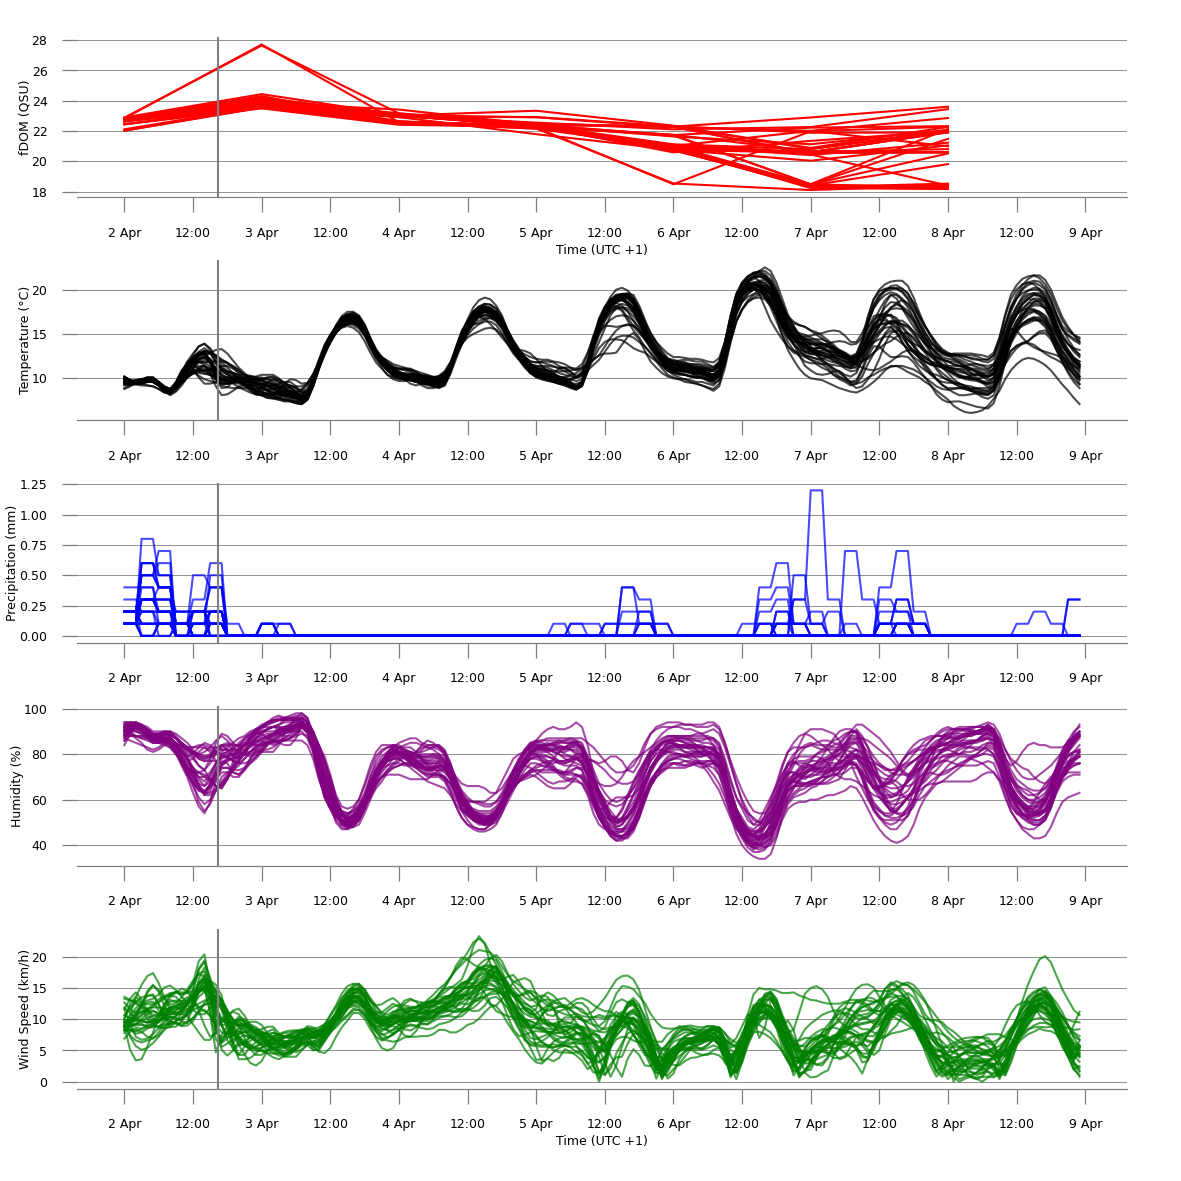 28
26
24
22
20
18
fDOM (QSU)
2 Apr 12:00 3 Apr 12:00 4 Apr 12:00 5 Apr 12:00 6 Apr 12:00 7 Apr 12:00 8 Apr 12:00 9 Apr
Time (UTC +1)
20
15
10
Temperature (°C)
2 Apr 12:00 3 Apr 12:00 4 Apr 12:00 5 Apr 12:00 6 Apr 12:00 7 Apr 12:00 8 Apr 12:00 9 Apr
1.25
1.00
0.75
0.50
0.25
0.00
Precipitation (mm)
2 Apr 12:00 3 Apr 12:00 4 Apr 12:00 5 Apr 12:00 6 Apr 12:00 7 Apr 12:00 8 Apr 12:00 9 Apr
100
80
60
40
Humidity (%)
2 Apr 12:00 3 Apr 12:00 4 Apr 12:00 5 Apr 12:00 6 Apr 12:00 7 Apr 12:00 8 Apr 12:00 9 Apr
20
15
10
5
0
Wind Speed (km/h)
2 Apr 12:00 3 Apr 12:00 4 Apr 12:00 5 Apr 12:00 6 Apr 12:00 7 Apr 12:00 8 Apr 12:00 9 Apr
Time (UTC +1)